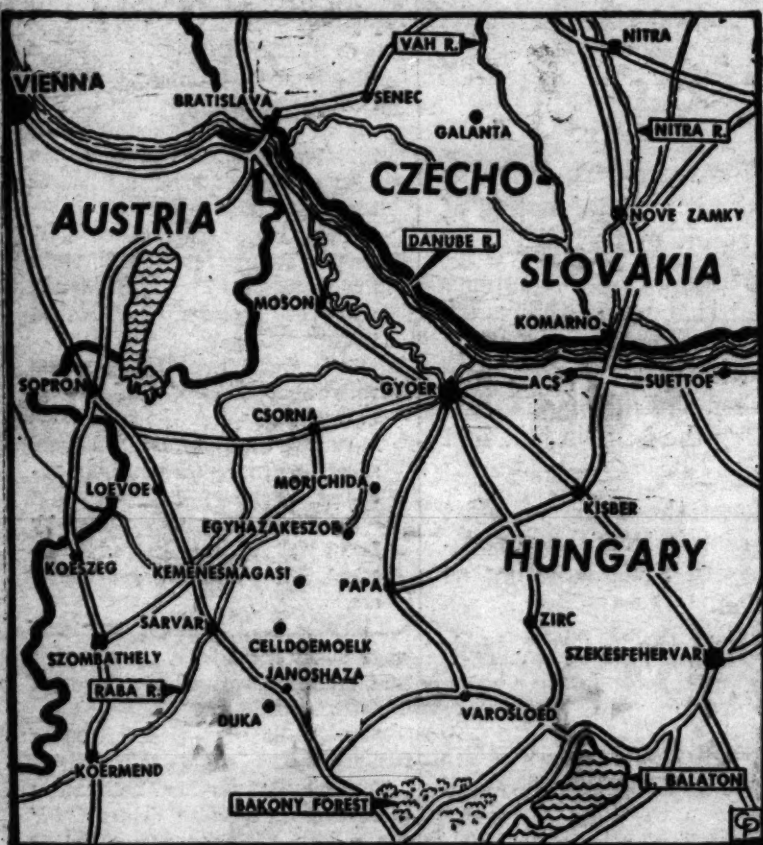 VAH R.
NITRA
VIENNA
BRATISLAVA
SENEC
GALANTA
NITRA R.
CZECHO-
AUSTRIA
NOVE ZAMKY
DANUBE R.
SLOVAKIA
MOSON
KOMARNO
SOPRON
GYOER
ACS
SUETTOE
CSORNA
LOEVOE
MORICHIDA
KISBER
EGYHAZAKESZOB
HUNGARY
KOESZEG
KEMENESMAGASI
PAPA
SARVAR
ZIRC
CELLDOEMOELK
SZOMBATHELY
SZEKESFEHERVAR
JANOSHAZA
RABA R.
DUKA
VAROSLOED
KOERMEND
L. BALATON
BAKONY FOREST
CP